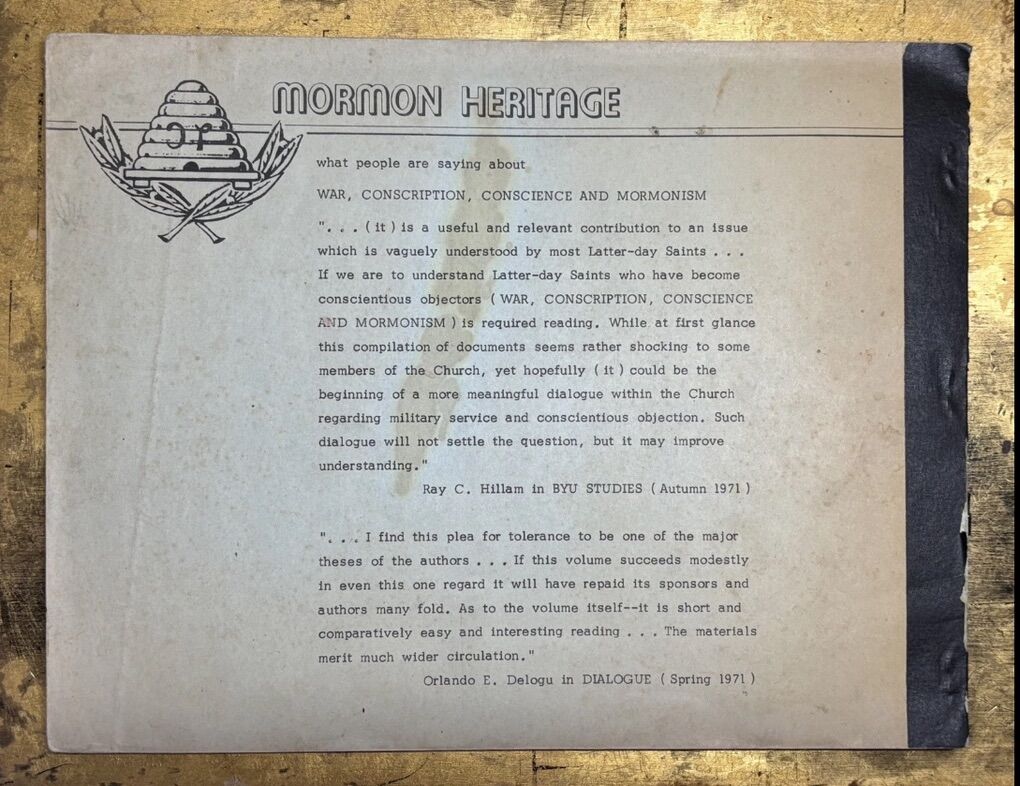 MORMON HERITAGE
what people are saying about
WAR, CONSCRIPTION, CONSCIENCE AND MORMONISM
". . . ( it ) is a useful and relevant contribution to an issue
which is vaguely understood by most Latter-day Saints . . .
If we are to understand Latter-day Saints who have become
conscientious objectors ( WAR, CONSCRIPTION, CONSCIENCE
AND MORMONISM ) is required reading. While at first glance
this compilation of documents seems rather shocking to some
members of the Church, yet hopefully ( it ) could be the
beginning of a more meaningful dialogue within the Church
regarding military service and conscientious objection. Such
dialogue will not settle the question, but it may improve
understanding."
Ray C. Hillam in BYU STUDIES ( Autumn 1971 )
". . . I find this plea for tolerance to be one of the major
theses of the authors . . . If this volume succeeds modestly
in even this one regard it will have repaid its sponsors and
authors many fold. As to the volume itself--it is short and
comparatively easy and interesting reading . . . The materials
merit much wider circulation."
Orlando E. Delogu in DIALOGUE ( Spring 1971 )